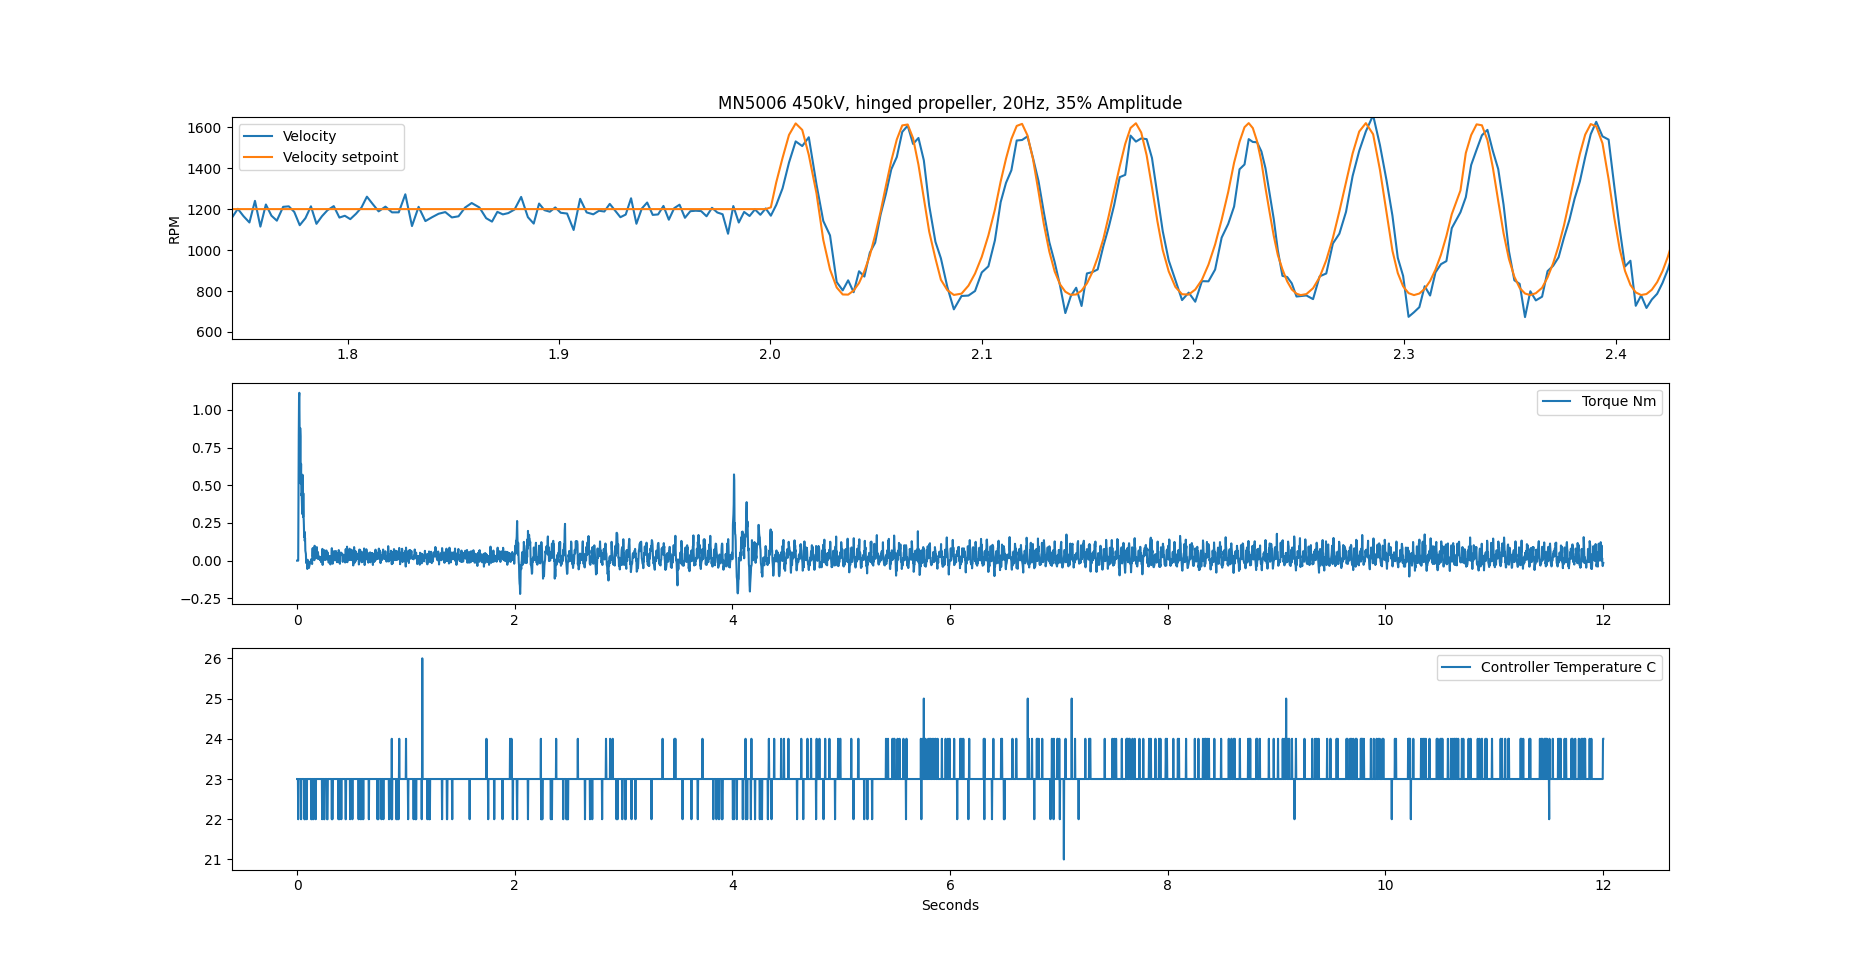 MN5006 450kV, hinged propeller, 20Hz, 35% Amplitude
Velocity
Velocity setpoint
RPM
1600
1400
1200
1000
800
600
1.8 1.9 2.0 2.1 2.2 2.3 2.4
Torque Nm
1.00
0.75
0.50
0.25
0.00
−0.25
0 2 4 6 8 10 12
Controller Temperature C
26
25
24
23
22
21
0 2 4 6 8 10 12
Seconds